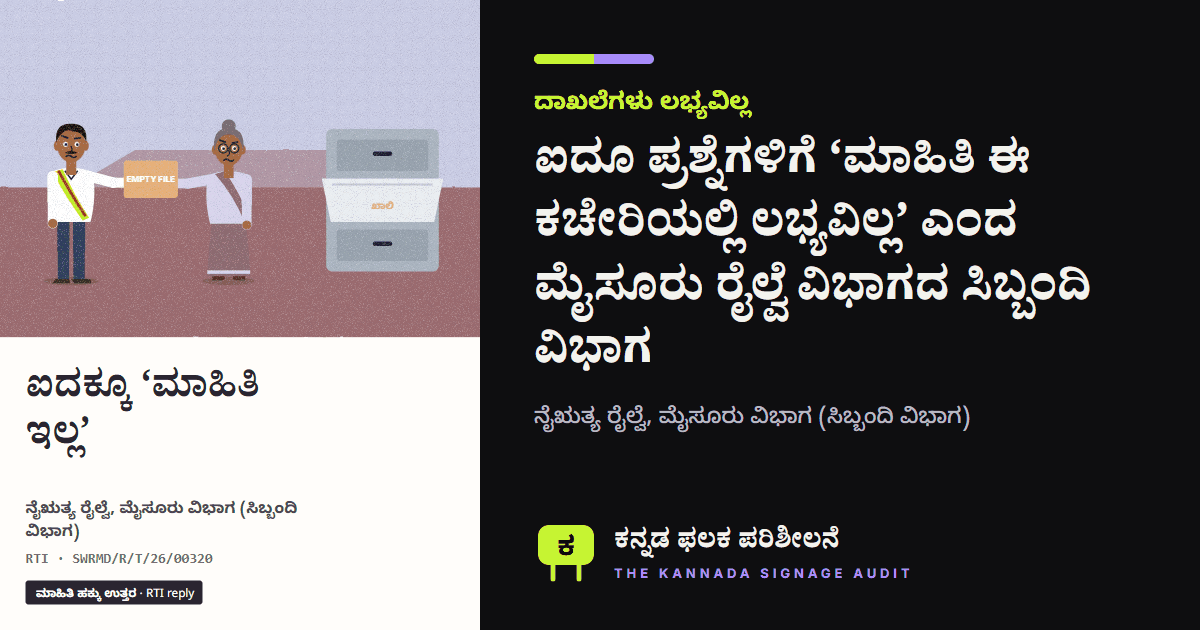 EMPTY FILE
ಖಾಲಿ
ಐದಕ್ಕೂ ‘ಮಾಹಿತಿ
ಇಲ್ಲ’
ನೈಋತ್ಯ ರೈಲ್ವೆ, ಮೈಸೂರು ವಿಭಾಗ (ಸಿಬ್ಬಂದಿ
ವಿಭಾಗ)
RTI · SWRMD/R/T/26/00320
ಮಾಹಿತಿ ಹಕ್ಕು ಉತ್ತರ · RTI reply
ದಾಖಲೆಗಳು ಲಭ್ಯವಿಲ್ಲ
ಐದೂ ಪ್ರಶ್ನೆಗಳಿಗೆ ‘ಮಾಹಿತಿ ಈ
ಕಚೇರಿಯಲ್ಲಿ ಲಭ್ಯವಿಲ್ಲ’ ಎಂದ
ಮೈಸೂರು ರೈಲ್ವೆ ವಿಭಾಗದ ಸಿಬ್ಬಂದಿ
ವಿಭಾಗ
ನೈಋತ್ಯ ರೈಲ್ವೆ, ಮೈಸೂರು ವಿಭಾಗ (ಸಿಬ್ಬಂದಿ ವಿಭಾಗ)
ಕ
ಕನ್ನಡ ಫಲಕ ಪರಿಶೀಲನೆ
THE KANNADA SIGNAGE AUDIT